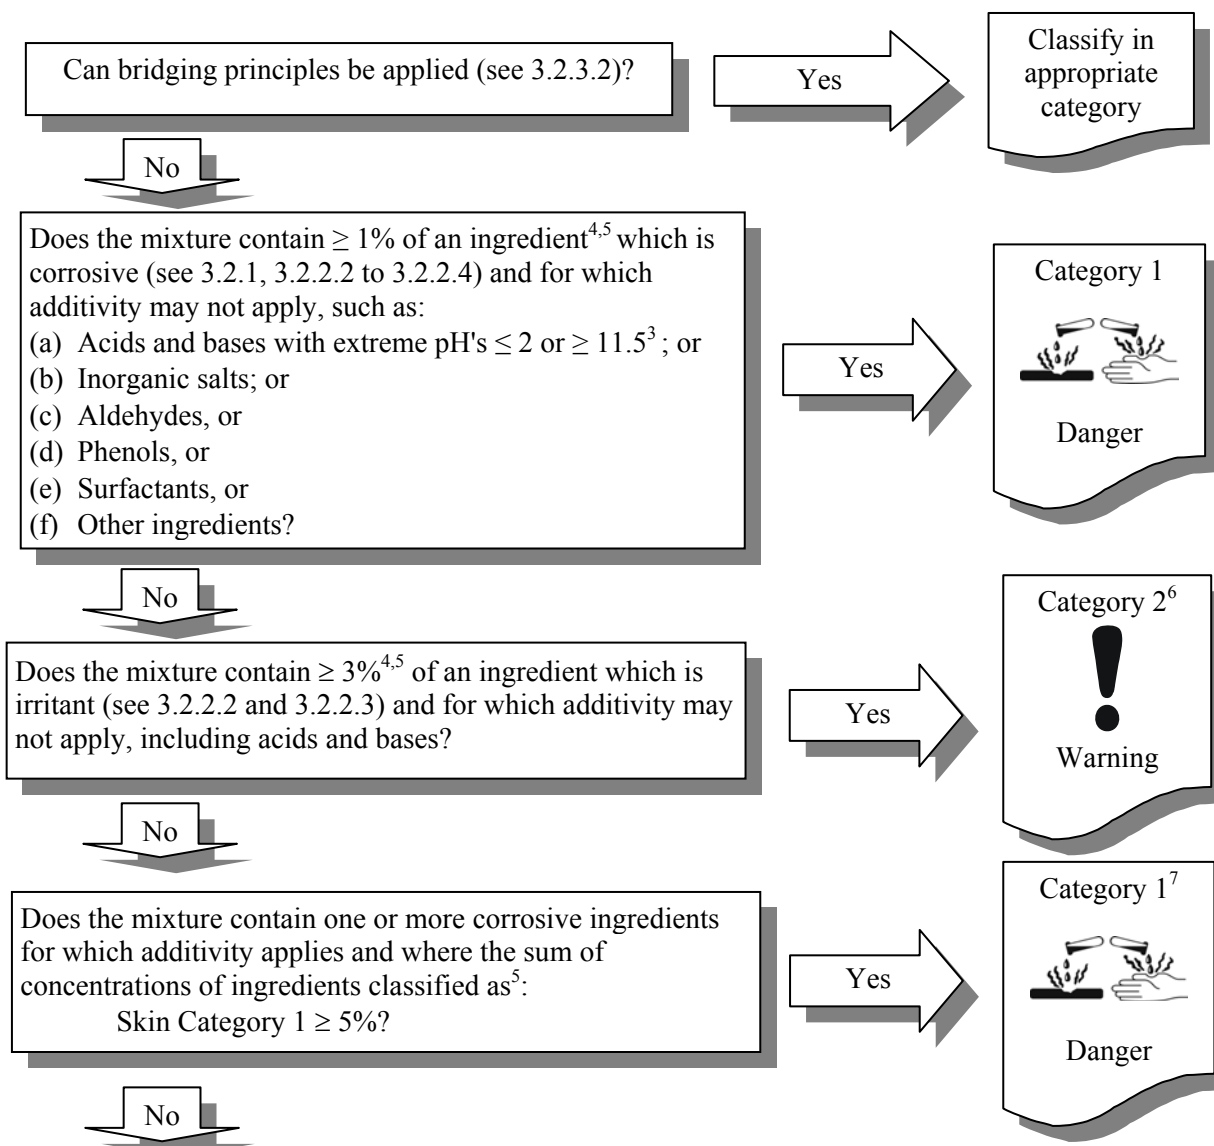 Can bridging principles be applied (see 3.2.3.2)?
Yes
Classify in
appropriate
category
No
Does the mixture contain ≥ 1% of an ingredient4,5 which is
corrosive (see 3.2.1, 3.2.2.2 to 3.2.2.4) and for which
additivity may not apply, such as:
(a) Acids and bases with extreme pH's ≤ 2 or ≥ 11.53 ; or
(b) Inorganic salts; or
(c) Aldehydes, or
(d) Phenols, or
(e) Surfactants, or
(f) Other ingredients?
Yes
Category 1
Danger
No
Does the mixture contain ≥ 3%4,5 of an ingredient which is
irritant (see 3.2.2.2 and 3.2.2.3) and for which additivity may
not apply, including acids and bases?
Yes
Category 26
Warning
No
Does the mixture contain one or more corrosive ingredients
for which additivity applies and where the sum of
concentrations of ingredients classified as5:
Skin Category 1 ≥ 5%?
Yes
Category 17
Danger
No